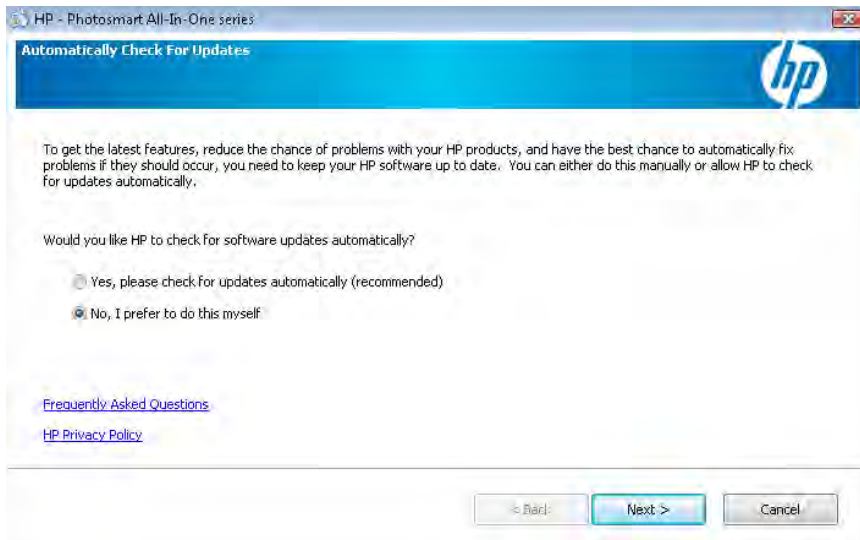 HP - Photosmart All-In-One series
Automatically Check For Updates
hp
To get the latest features, reduce the chance of problems with your HP products, and have the best chance to automatically fix
problems if they should occur, you need to keep your HP software up to date. You can either do this manually or allow HP to check
for updates automatically.
Would you like HP to check for software updates automatically?
Yes, please check for updates automatically (recommended)
No, I prefer to do this myself
Frequently Asked Questions
HP Privacy Policy
< Back
Next >
Cancel